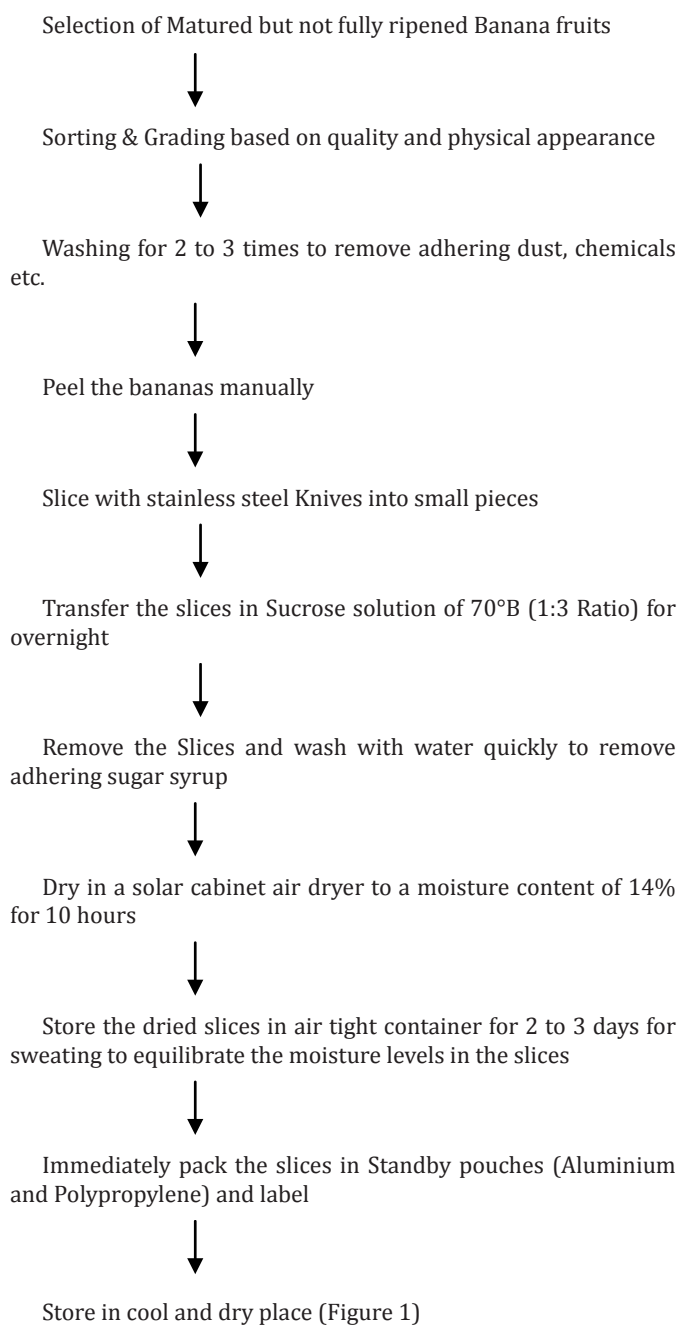 Selection of Matured but not fully ripened Banana fruits
Sorting & Grading based on quality and physical appearance
Washing for 2 to 3 times to remove adhering dust, chemicals
etc.
Peel the bananas manually
Slice with stainless steel Knives into small pieces
Transfer the slices in Sucrose solution of 70°B (1:3 Ratio) for
overnight
Remove the Slices and wash with water quickly to remove
adhering sugar syrup
Dry in a solar cabinet air dryer to a moisture content of 14%
for 10 hours
Store the dried slices in air tight container for 2 to 3 days for
sweating to equilibrate the moisture levels in the slices
Immediately pack the slices in Standby pouches (Aluminium
and Polypropylene) and label
Store in cool and dry place (Figure 1)